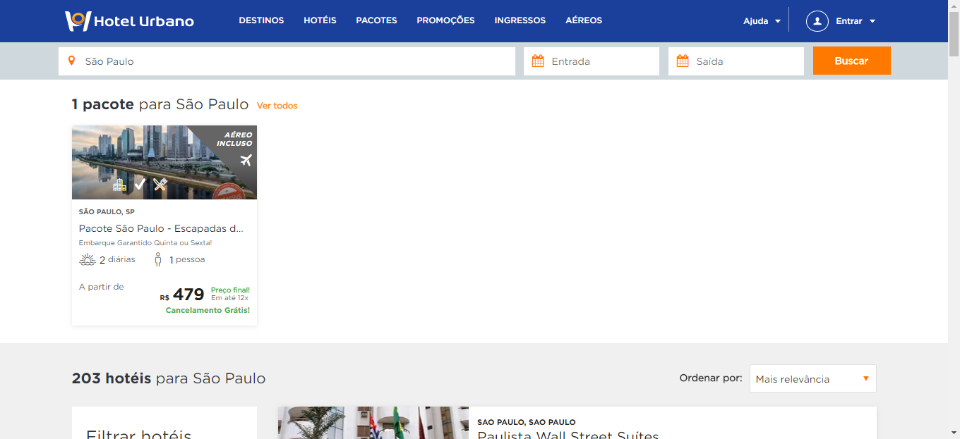 Hotel Urbano
DESTINOS HOTÉIS PACOTES PROMOÇÕES INGRESSOS AÉREOS
Ajuda Entrar
São Paulo Entrada Saída Buscar
1 pacote para São Paulo Ver todos
AÉREO
INCLUSO
SÃO PAULO, SP
Pacote São Paulo - Escapadas d...
Embarque Garantido Quinta ou Sexta!
2 diárias 1 pessoa
A partir de
R$ 479 Preço final!
Em até 12x
Cancelamento Grátis!
203 hotéis para São Paulo
Ordenar por: Mais relevância
Filtrar hotéis
SAO PAULO, SAO PAULO
Paulista Wall Street Suítes